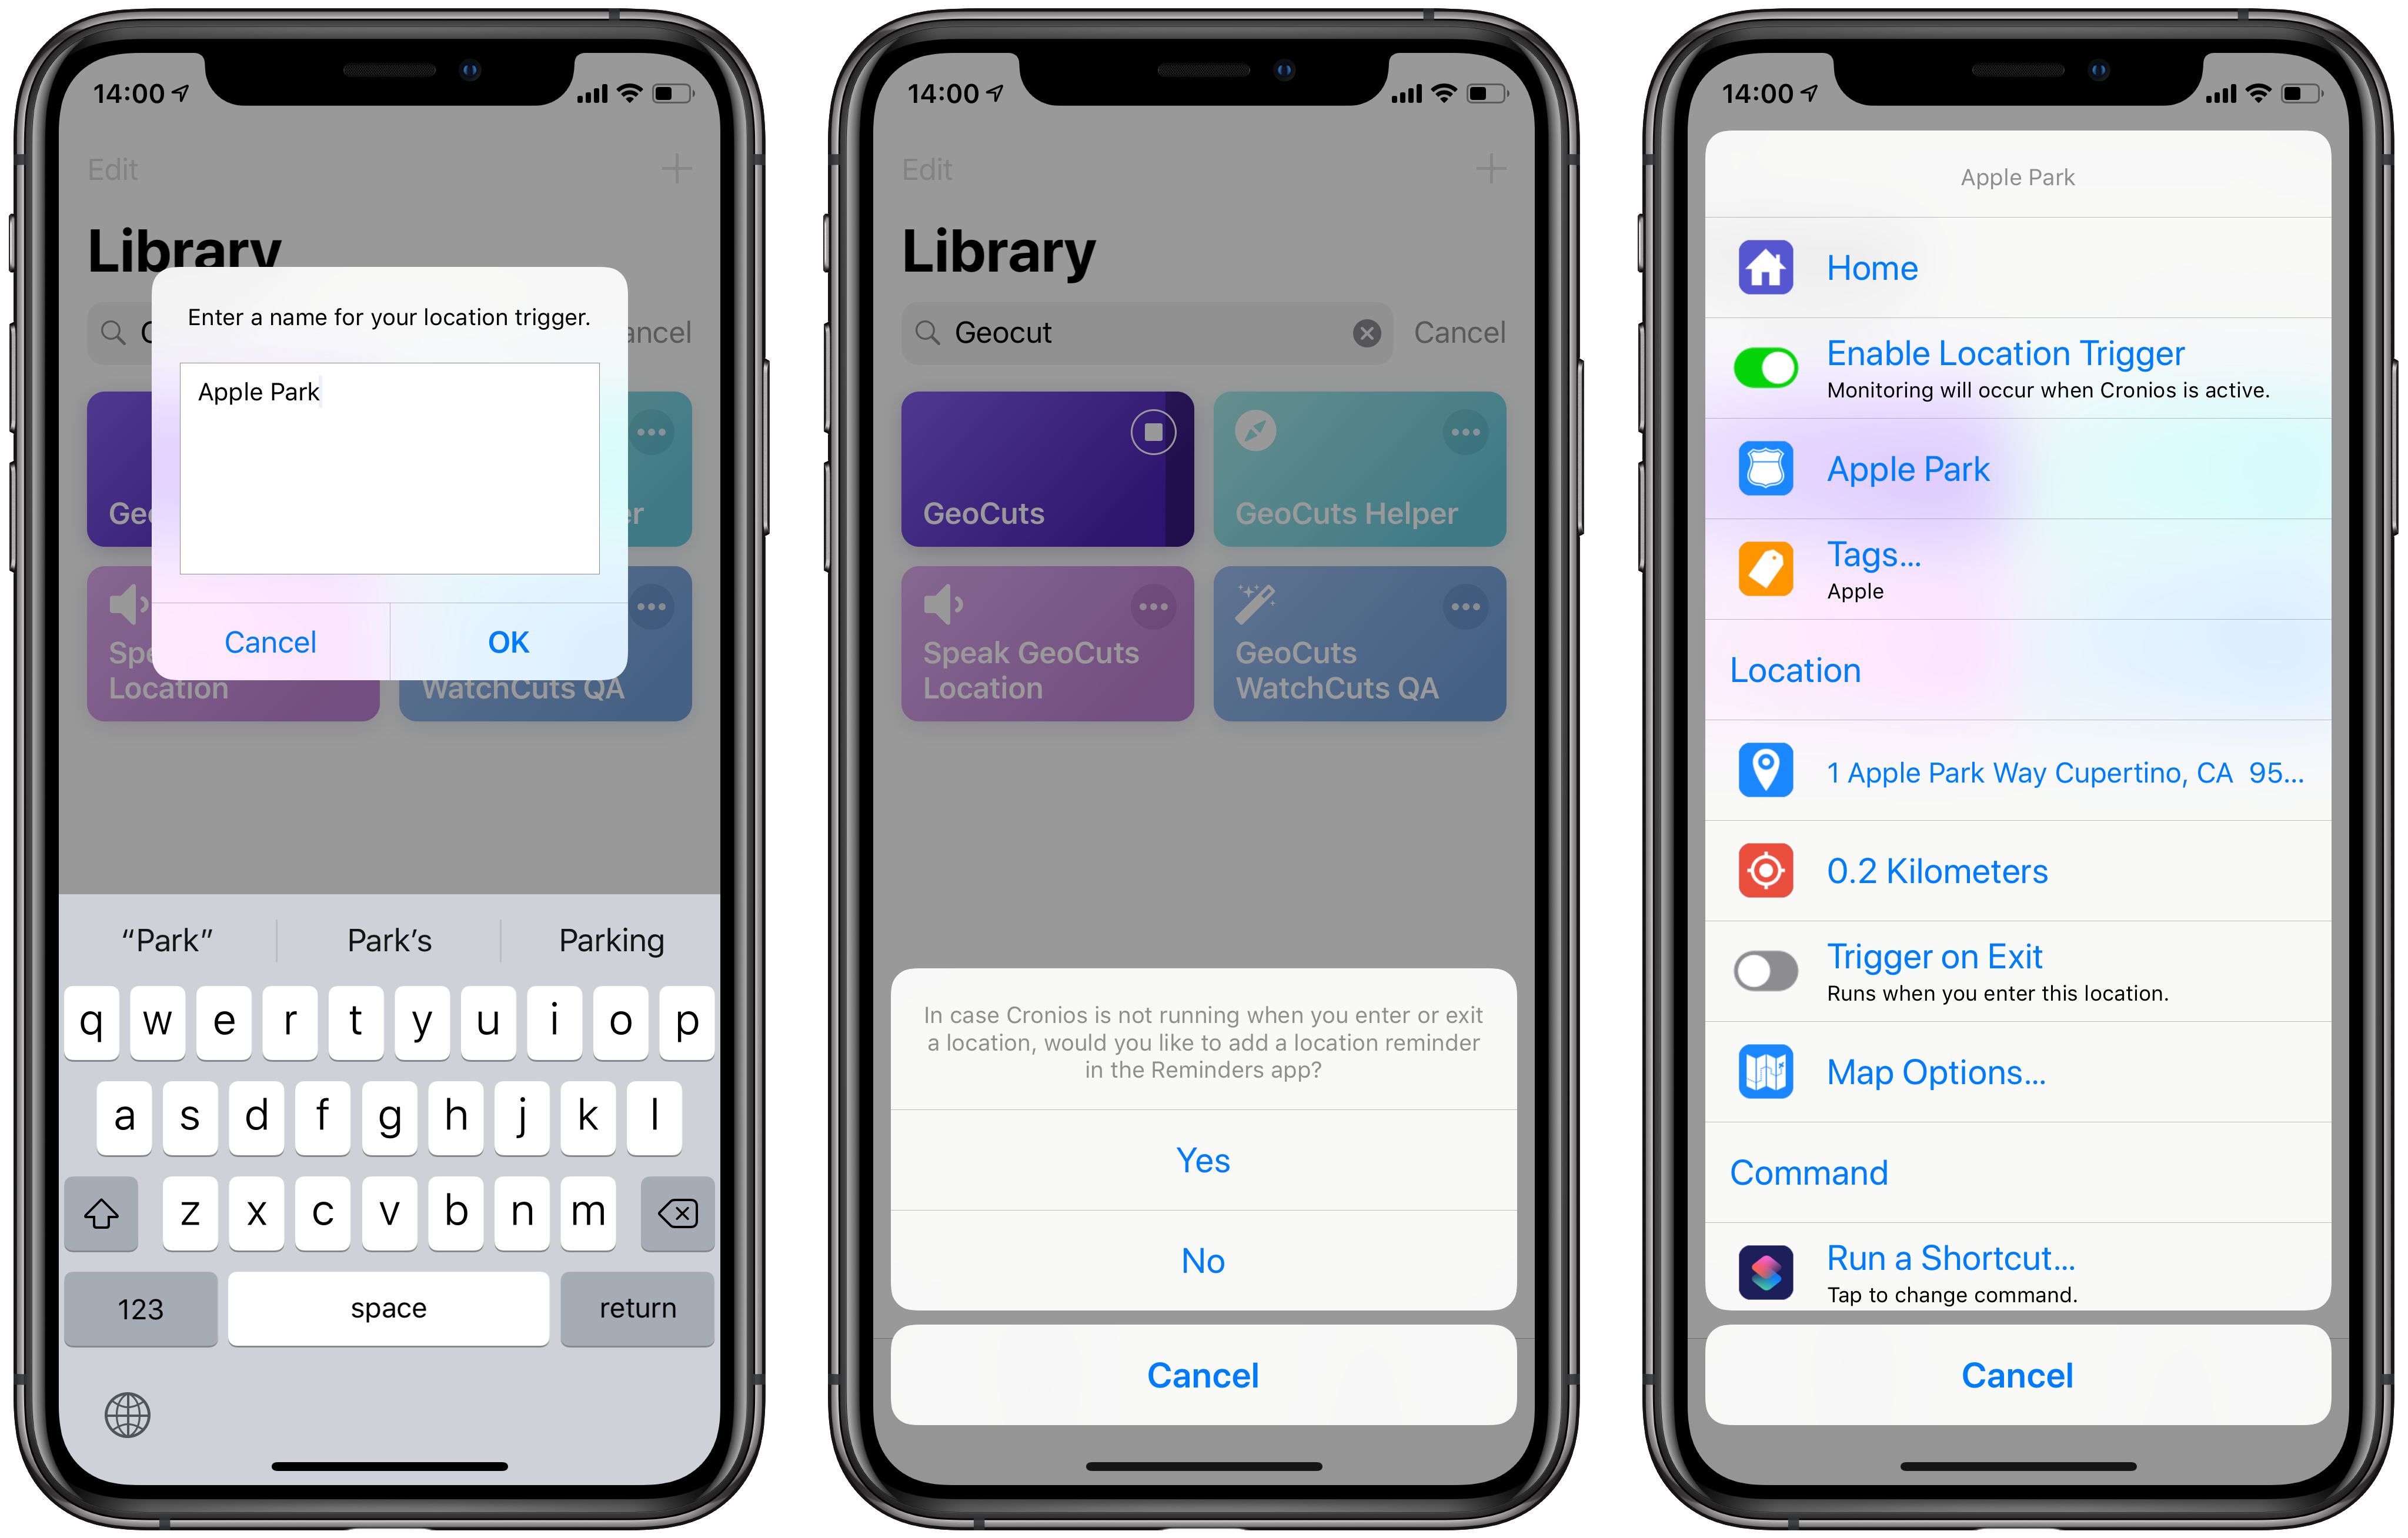 14:00
Edit
Library
Enter a name for your location trigger.
Apple Park
Cancel
OK
Location
WatchCuts QA
“Park”
Park’s
Parking
q w e r t y u i o p
a s d f g h j k l
z x c v b n m
123
space
return
14:00
Edit
Library
Geocut
Cancel
GeoCuts
GeoCuts Helper
Speak GeoCuts
Location
GeoCuts
WatchCuts QA
In case Cronios is not running when you enter or exit
a location, would you like to add a location reminder
in the Reminders app?
Yes
No
Cancel
14:00
Apple Park
Home
Enable Location Trigger
Monitoring will occur when Cronios is active.
Apple Park
Tags...
Apple
Location
1 Apple Park Way Cupertino, CA 95...
0.2 Kilometers
Trigger on Exit
Runs when you enter this location.
Map Options...
Command
Run a Shortcut...
Tap to change command.
Cancel